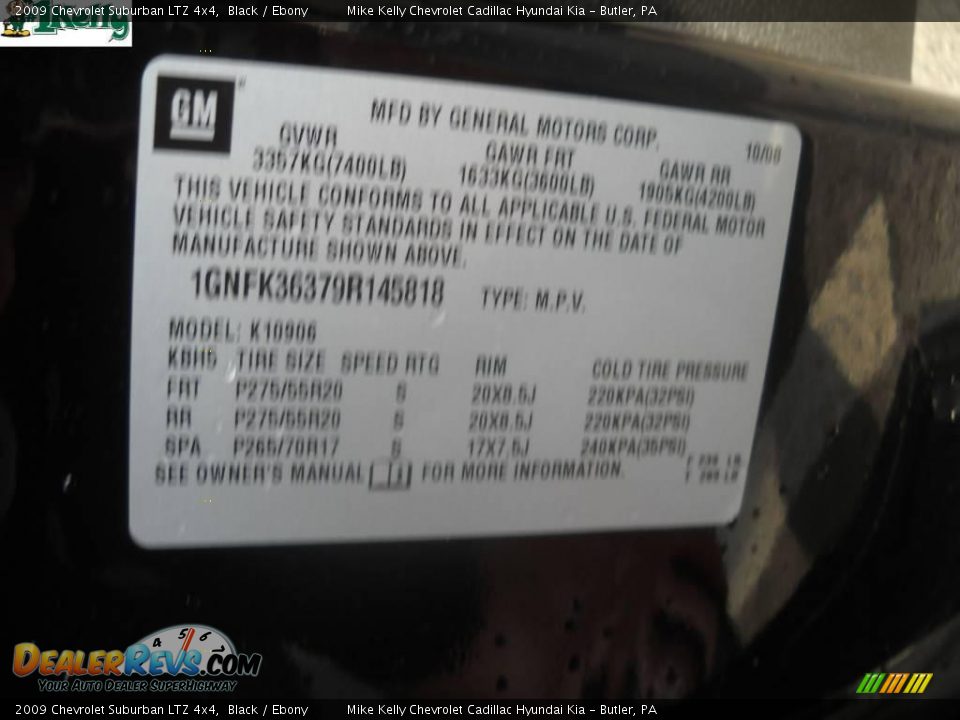 2009 Chevrolet Suburban LTZ 4x4, Black / Ebony Mike Kelly Chevrolet Cadillac Hyundai Kia - Butler, PA
Kelly
GM
MFD BY GENERAL MOTORS CORP.
10/08
GVWR GAWR FRT GAWR RR
3357KG(7400LB) 1633KG(3600LB) 1905KG(4200LB)
THIS VEHICLE CONFORMS TO ALL APPLICABLE U.S. FEDERAL MOTOR
VEHICLE SAFETY STANDARDS IN EFFECT ON THE DATE OF
MANUFACTURE SHOWN ABOVE.
1GNFK36379R145818 TYPE: M.P.V.
MODEL: K10906
TIRE SIZE SPEED RTG RIM COLD TIRE PRESSURE
FRT P275/55R20 S 20X8.5J 220KPA(32PSI)
RR P275/55R20 S 20X8.5J 220KPA(32PSI)
SPA P265/70R17 S 17X7.5J 240KPA(35PSI)
SEE OWNER'S MANUAL FOR MORE INFORMATION.
4 5 6
DEALERREVS.COM
Your Auto Dealer SuperHighway
2009 Chevrolet Suburban LTZ 4x4, Black / Ebony Mike Kelly Chevrolet Cadillac Hyundai Kia - Butler, PA